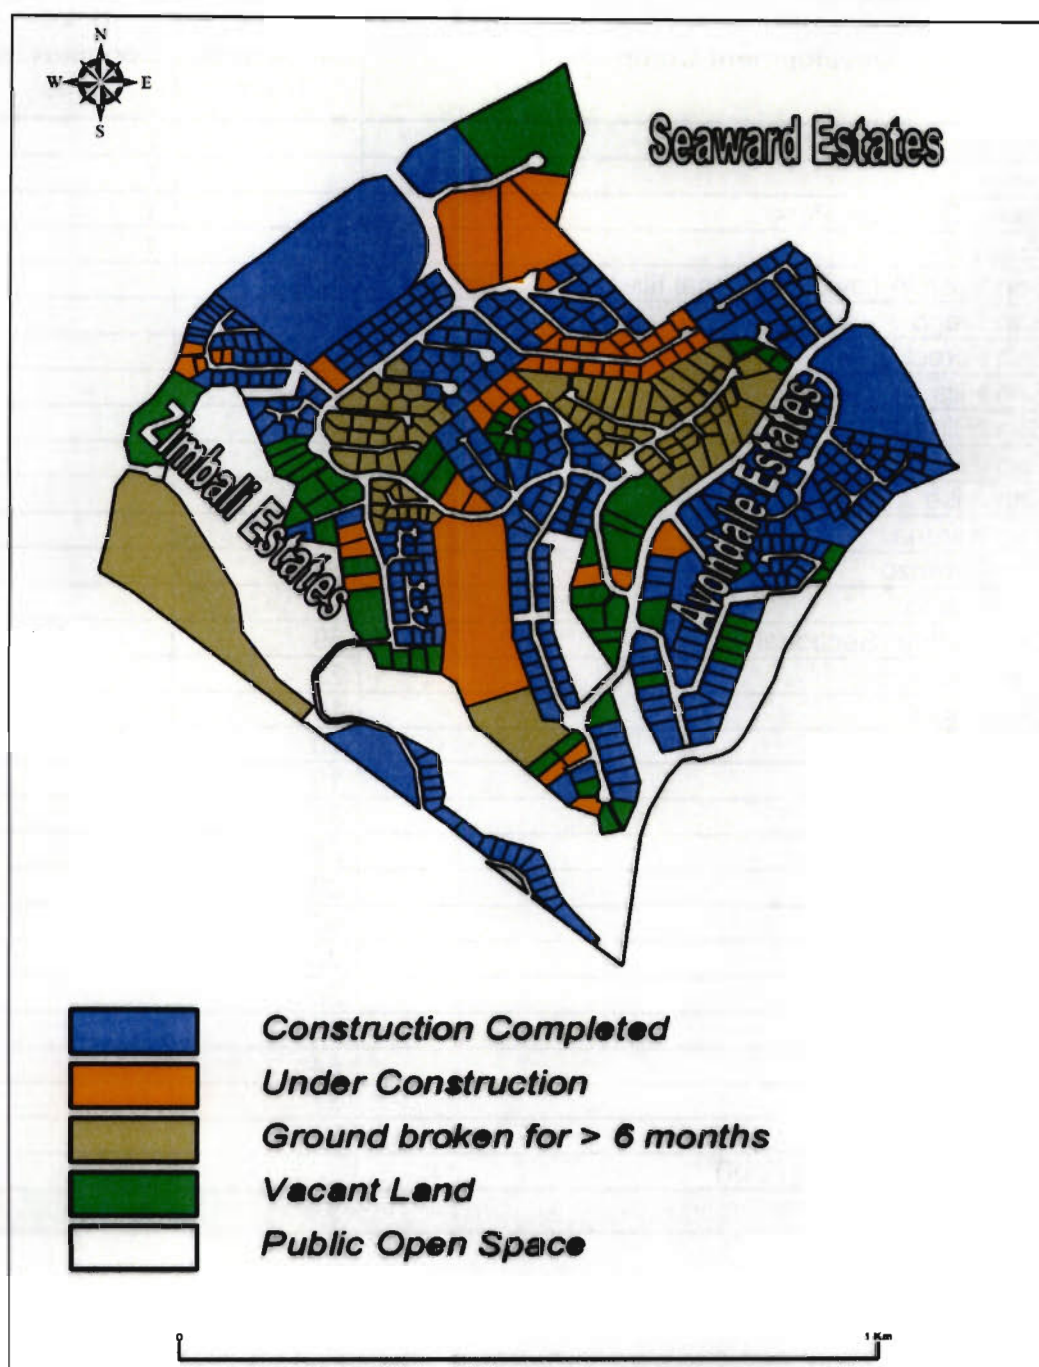 N
W E
S
Seaward Estates
Zimbali Estates
Avondale Estates
Construction Completed
Under Construction
Ground broken for > 6 months
Vacant Land
Public Open Space
0 1 Km